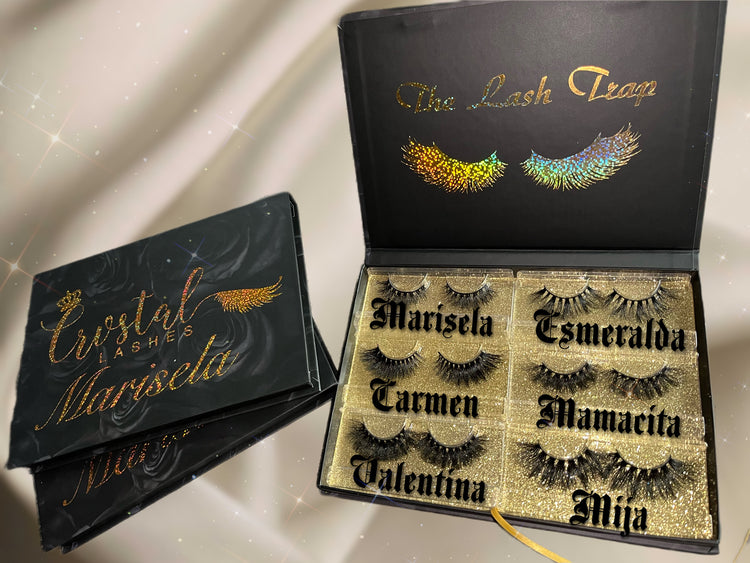 The Lash Trap
Crystal
LASHES
Marisela
Marisela
Esmeralda
Carmen
Mamacita
Valentina
Mija